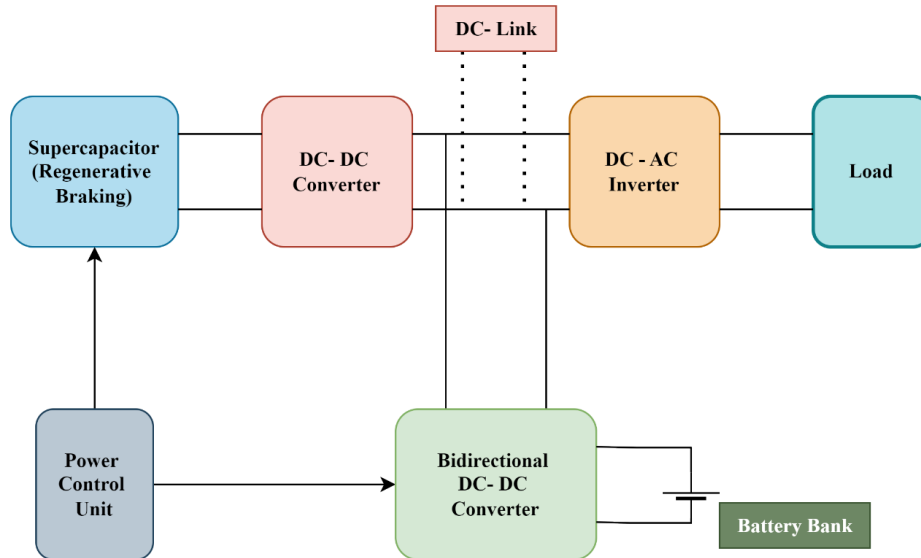 DC- Link
Supercapacitor
(Regenerative
Braking)
DC- DC
Converter
DC - AC
Inverter
Load
Power
Control
Unit
Bidirectional
DC- DC
Converter
Battery Bank